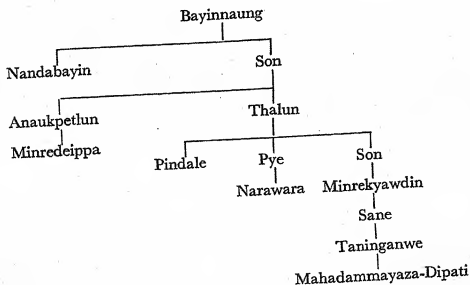 Bayinnaung
Nandabayin Son
Anaukpetlun Thalun
Minredeippa Pindale Pye Son
Narawara Minrekyawdin
Sane
Taninganwe
Mahadammayaza-Dipati